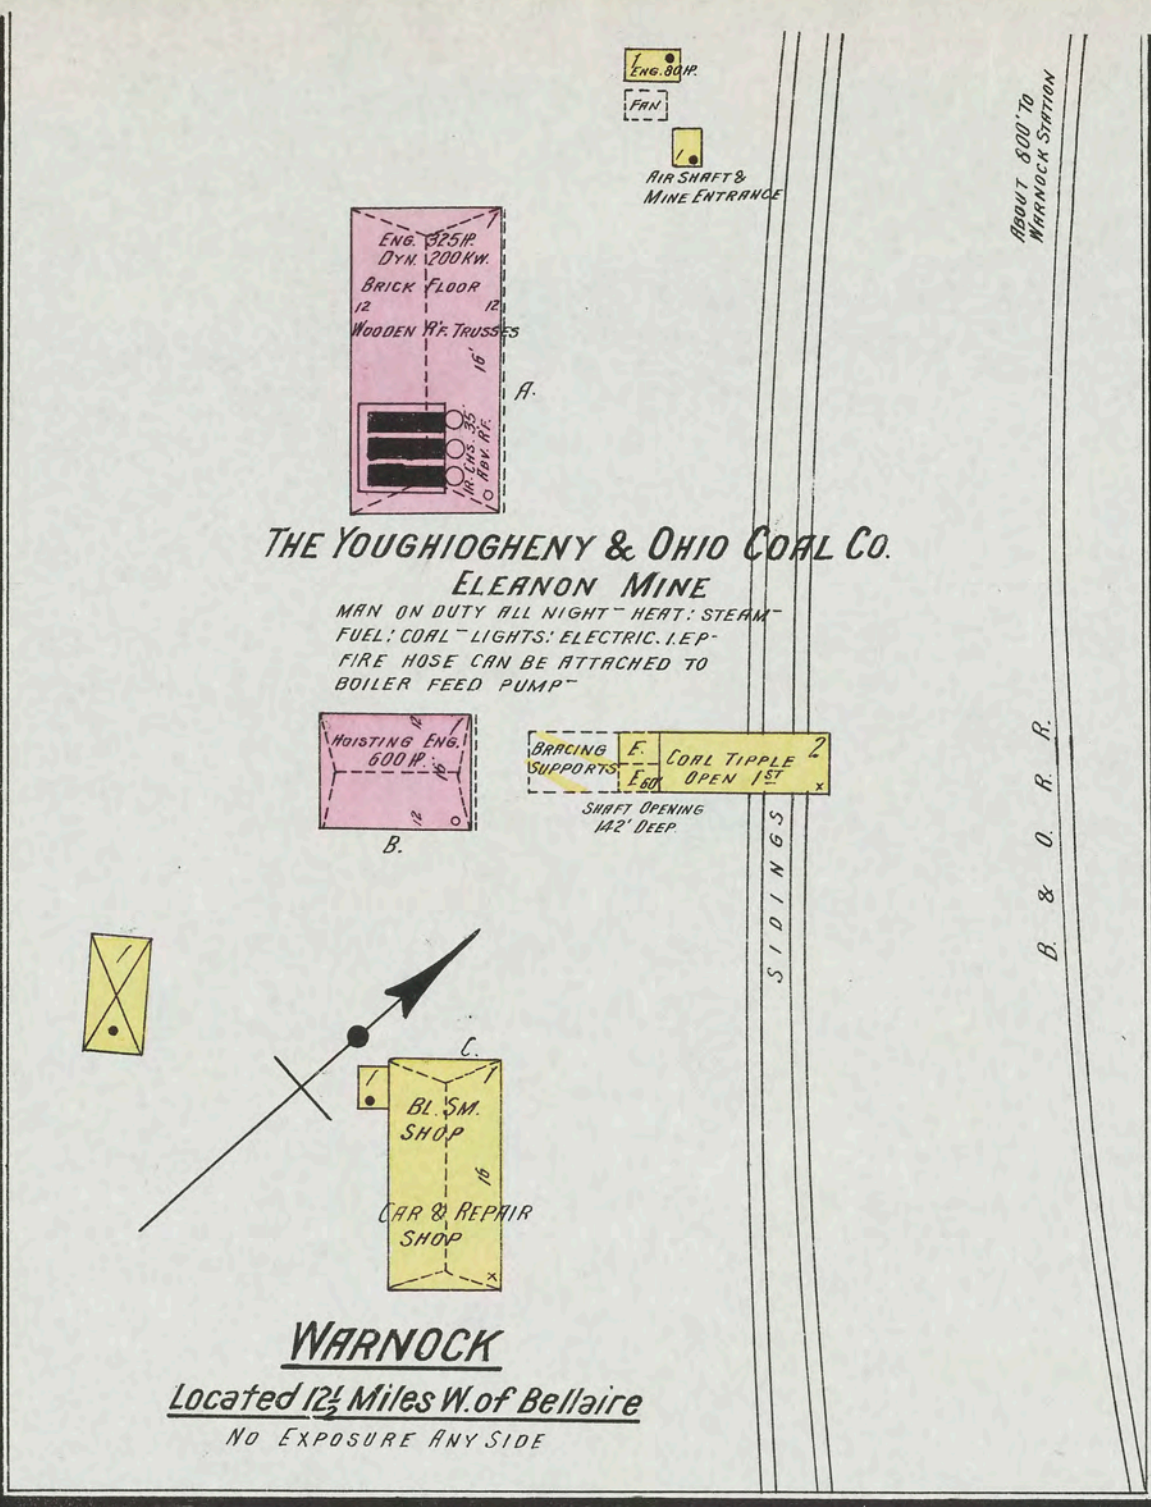 1
ENG. 80 HP.
FAN
1
AIR SHAFT &
MINE ENTRANCE
ABOUT 800' TO
WARNOCK STATION
1
ENG. 325 HP.
DYN. 200 KW.
BRICK FLOOR
12 12
WOODEN R'F. TRUSSES
16'
A.
IR. CHS. 35'
ABV. R'F.
THE YOUGHIOGHENY & OHIO COAL CO.
ELEANON MINE
MAN ON DUTY ALL NIGHT – HEAT: STEAM –
FUEL: COAL – LIGHTS: ELECTRIC. I.E.P –
FIRE HOSE CAN BE ATTACHED TO
BOILER FEED PUMP –
12 1
HOISTING ENG.
600 HP.
16'
12
B.
BRACING
SUPPORTS
E.
E 60'
COAL TIPPLE
OPEN 1ST
2
x
SHAFT OPENING
142' DEEP.
SIDINGS
B. & O. R. R.
1
C.
1
1
BL. SM.
SHOP
16'
CAR & REPAIR
SHOP
x
WARNOCK
Located 12½ Miles W. of Bellaire
NO EXPOSURE ANY SIDE